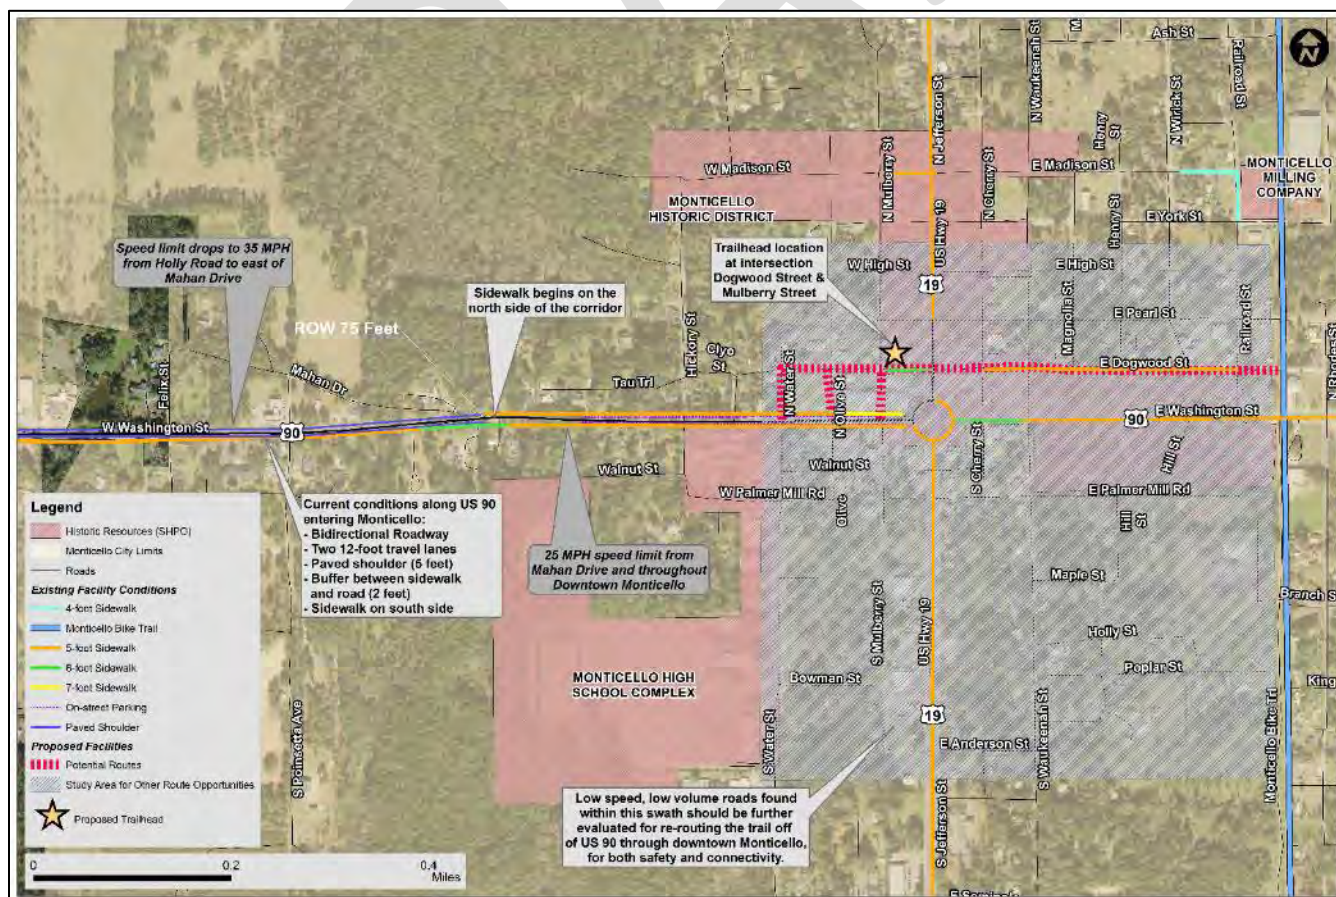 Ash St
N
N Jefferson St
N Waukeenah St
N Wirick St
Railroad St
Henry St
N Mulberry St
N Cherry St
W Madison St
E Madison St
MONTICELLO
MILLING
COMPANY
MONTICELLO
HISTORIC DISTRICT
US Hwy 19
Henry St
E York St
Speed limit drops to 35 MPH
from Holly Road to east of
Mahan Drive
Trailhead location
at intersection
Dogwood Street &
Mulberry Street
W High St
E High St
19
Sidewalk begins on the
north side of the corridor
ROW 75 Feet
Hickory St
Clyo
St
Magnolia St
E Pearl St
Railroad St
E Dogwood St
Felix St
Mahan Dr
Tau Trl
N Water St
N Olive St
W Washington St
90
90
E Washington St
Walnut St
Walnut St
S Cherry St
Hill St
W Palmer Mill Rd
E Palmer Mill Rd
Olive
Hill
St
Legend
Historic Resources (SHPO)
Monticello City Limits
Roads
Existing Facility Conditions
4-foot Sidewalk
Monticello Bike Trail
5-foot Sidewalk
6-foot Sidewalk
7-foot Sidewalk
On-street Parking
Paved Shoulder
Proposed Facilities
Potential Routes
Study Area for Other Route Opportunities
Proposed Trailhead
Current conditions along US 90
entering Monticello:
- Bidirectional Roadway
- Two 12-foot travel lanes
- Paved shoulder (5 feet)
- Buffer between sidewalk
and road (2 feet)
- Sidewalk on south side
25 MPH speed limit from
Mahan Drive and throughout
Downtown Monticello
Maple St
Branch S
S Mulberry St
US Hwy 19
Holly St
Poplar St
MONTICELLO HIGH
SCHOOL COMPLEX
Bowman St
King
S Poinsetta Ave
S Water St
19
E Anderson St
S Waukeenah St
Monticello Bike Trl
Low speed, low volume roads found
within this swath should be further
evaluated for re-routing the trail off
of US 90 through downtown Monticello,
for both safety and connectivity.
S Jefferson St
0 0.2 0.4
Miles